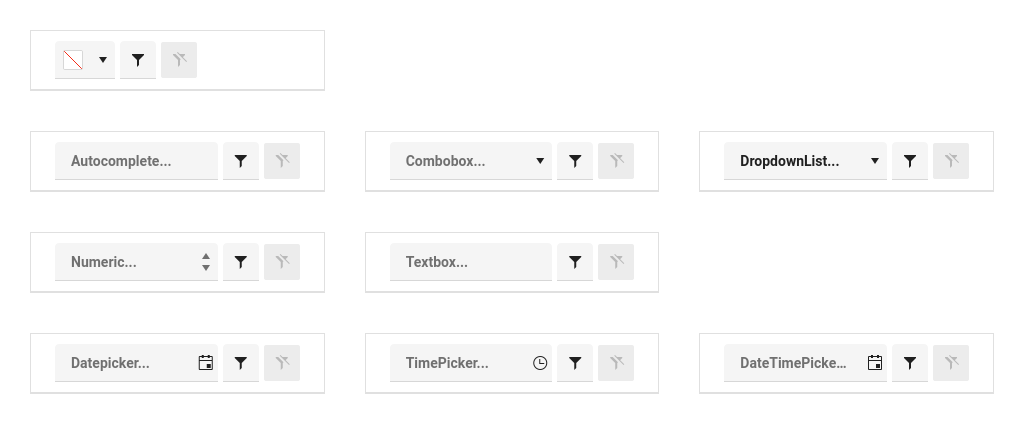 Autocomplete...
Combobox...
DropdownList...
Numeric...
Textbox...
Datepicker...
TimePicker...
DateTimePicke…